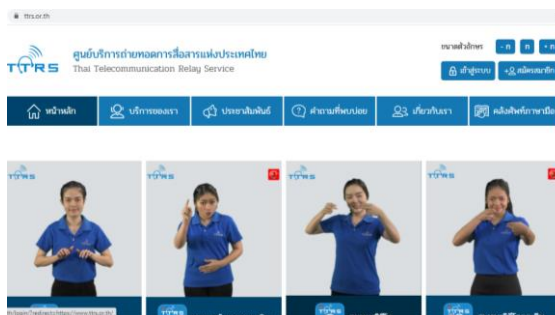 ttrs.or.th
ขนาดตัวอักษร - ก ก + ก
TTRS ศูนย์บริการถ่ายทอดการสื่อสารแห่งประเทศไทย
Thai Telecommunication Relay Service
เข้าสู่ระบบ สมัครสมาชิก
หน้าหลัก บริการของเรา ประชาสัมพันธ์ คำถามที่พบบ่อย เกี่ยวกับเรา คลังศัพท์ภาษามือ
TTRS TTRS TTRS TTRS
TTRS TTRS TTRS TTRS